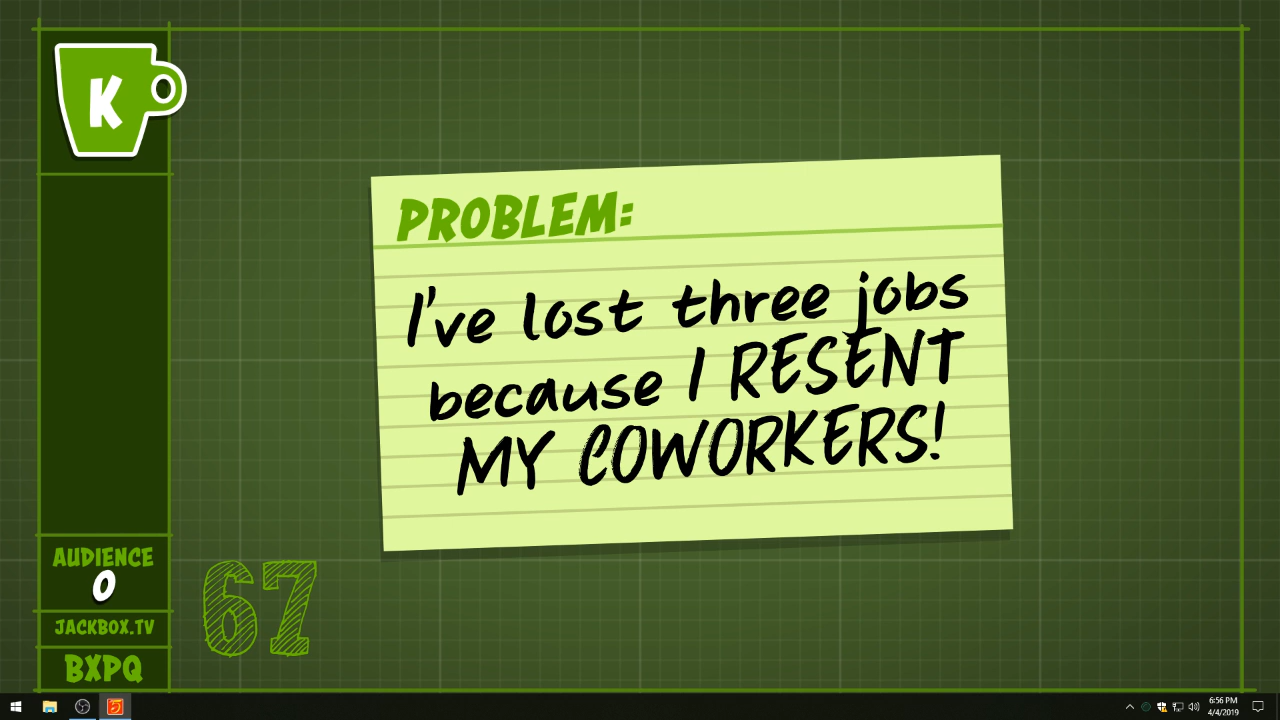 K
PROBLEM:
I've lost three jobs
because I RESENT
MY COWORKERS!
AUDIENCE
0
JACKBOX.TV
BXPQ
67
6:56 PM
4/4/2019